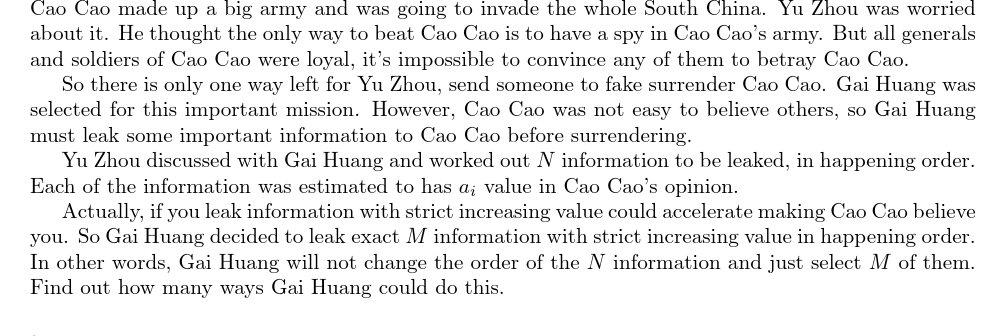 Cao Cao made up a big army and was going to invade the whole South China. Yu Zhou was worried
about it. He thought the only way to beat Cao Cao is to have a spy in Cao Cao's army. But all generals
and soldiers of Cao Cao were loyal, it's impossible to convince any of them to betray Cao Cao.
So there is only one way left for Yu Zhou, send someone to fake surrender Cao Cao. Gai Huang was
selected for this important mission. However, Cao Cao was not easy to believe others, so Gai Huang
must leak some important information to Cao Cao before surrendering.
Yu Zhou discussed with Gai Huang and worked out N information to be leaked, in happening order.
Each of the information was estimated to has a_i value in Cao Cao's opinion.
Actually, if you leak information with strict increasing value could accelerate making Cao Cao believe
you. So Gai Huang decided to leak exact M information with strict increasing value in happening order.
In other words, Gai Huang will not change the order of the N information and just select M of them.
Find out how many ways Gai Huang could do this.